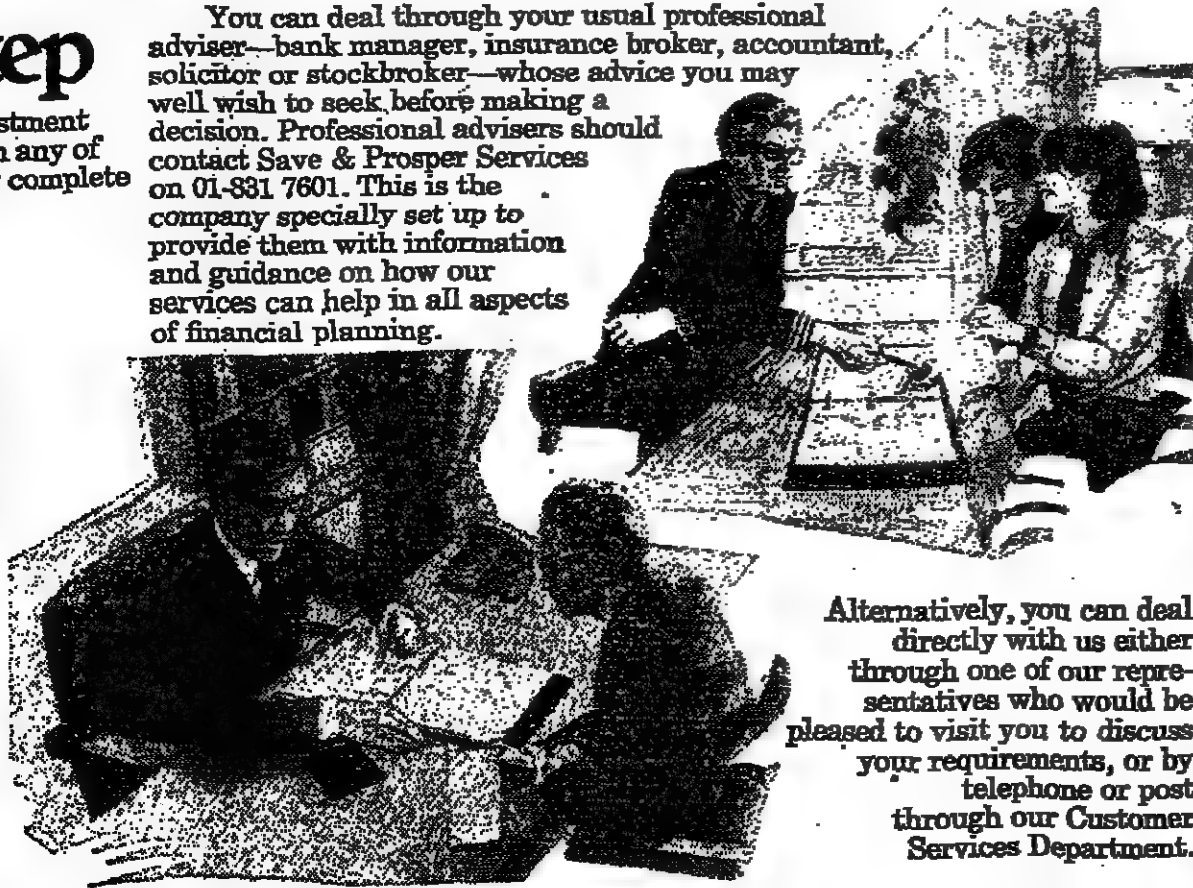 ep
stment
any of
complete
You can deal through your usual professional
adviser—bank manager, insurance broker, accountant,
solicitor or stockbroker—whose advice you may
well wish to seek before making a
decision. Professional advisers should
contact Save & Prosper Services
on 01-831 7601. This is the
company specially set up to
provide them with information
and guidance on how our
services can help in all aspects
of financial planning.
Alternatively, you can deal
directly with us either
through one of our repre-
sentatives who would be
pleased to visit you to discuss
your requirements, or by
telephone or post
through our Customer
Services Department.